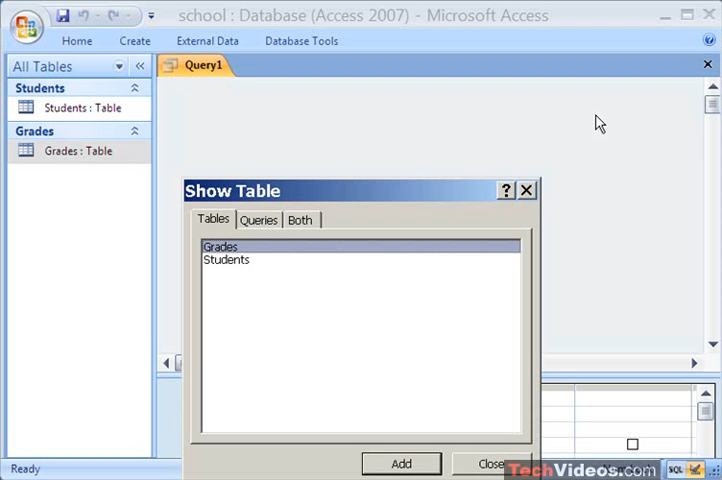 school : Database (Access 2007) - Microsoft Access
Home Create External Data Database Tools
All Tables
Query1
Students
Students : Table
Grades
Grades : Table
Show Table
Tables Queries Both
Grades
Students
Add Close
Ready
SQL
TechVideos.com